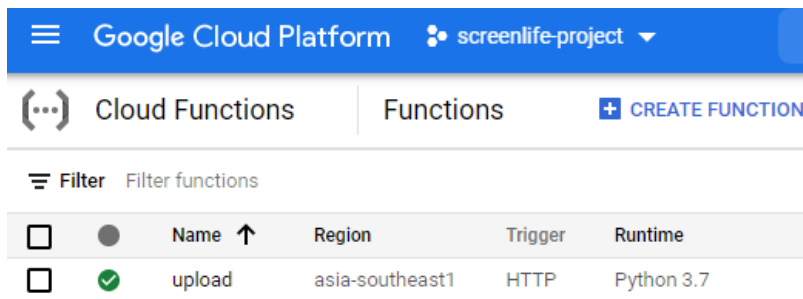 Google Cloud Platform screenlife-project
Cloud Functions Functions CREATE FUNCTION
Filter Filter functions
Name Region Trigger Runtime
upload asia-southeast1 HTTP Python 3.7